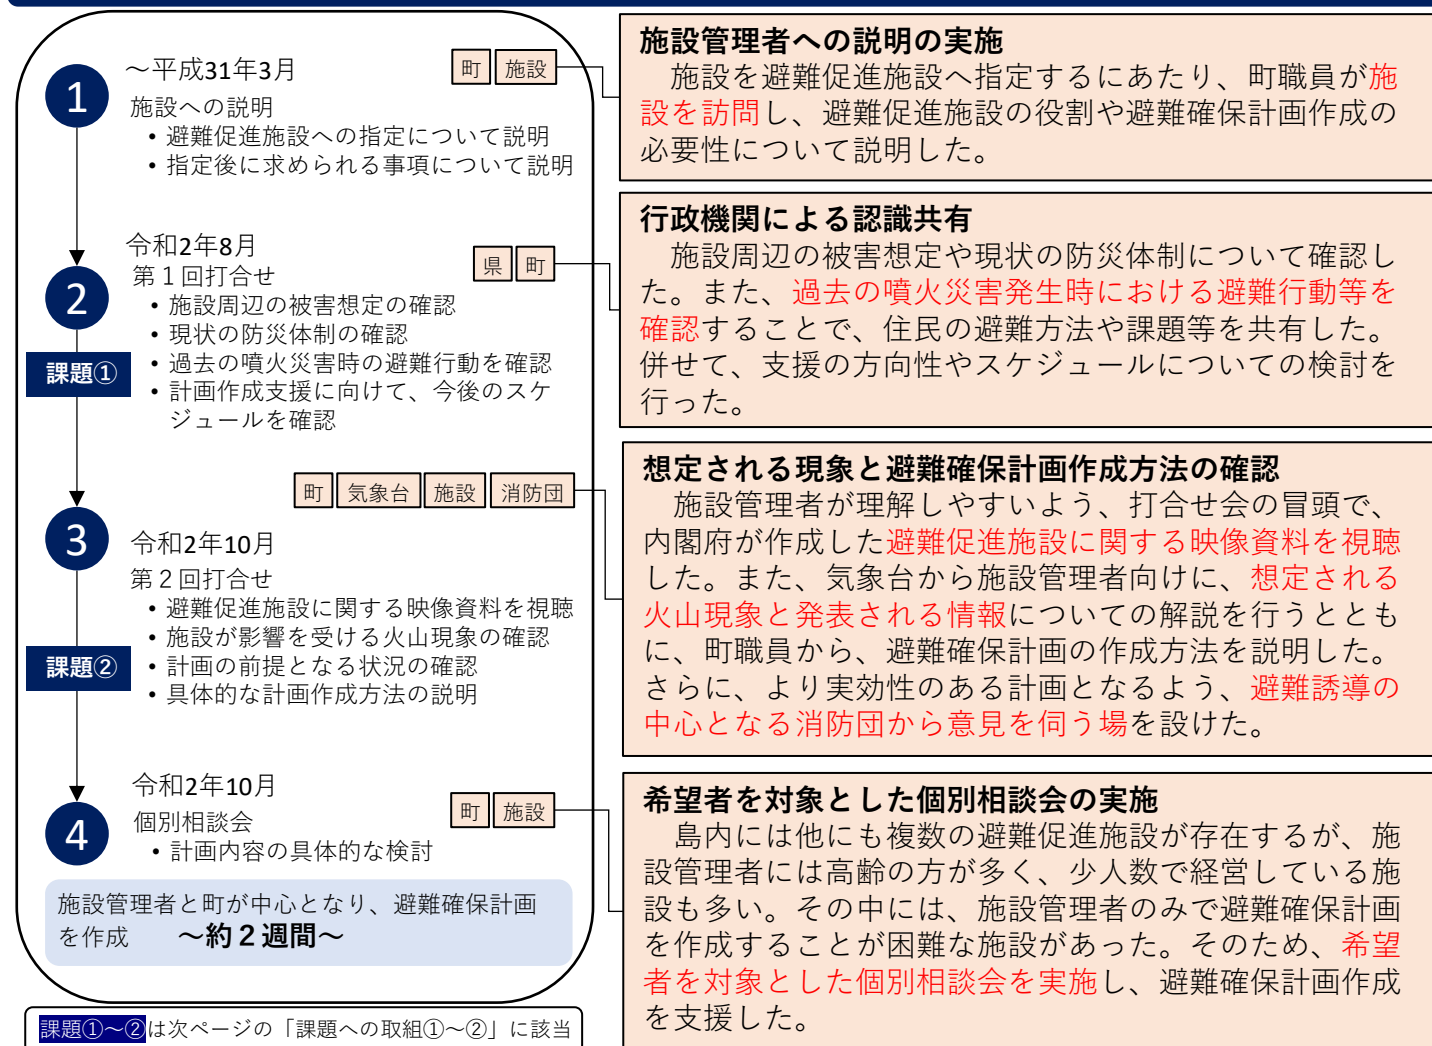 1
～平成31年3月
町 施設
施設への説明
• 避難促進施設への指定について説明
• 指定後に求められる事項について説明
2
令和2年8月
県 町
第１回打合せ
• 施設周辺の被害想定の確認
• 現状の防災体制の確認
• 過去の噴火災害時の避難行動を確認
• 計画作成支援に向けて、今後のスケ
ジュールを確認
課題①
町 気象台 施設 消防団
3
令和2年10月
第２回打合せ
• 避難促進施設に関する映像資料を視聴
• 施設が影響を受ける火山現象の確認
• 計画の前提となる状況の確認
• 具体的な計画作成方法の説明
課題②
4
令和2年10月
町 施設
個別相談会
• 計画内容の具体的な検討
施設管理者と町が中心となり、避難確保計画
を作成 ～約２週間～
課題①～②は次ページの「課題への取組①～②」に該当
施設管理者への説明の実施
施設を避難促進施設へ指定するにあたり、町職員が施
設を訪問し、避難促進施設の役割や避難確保計画作成の
必要性について説明した。
行政機関による認識共有
施設周辺の被害想定や現状の防災体制について確認し
た。また、過去の噴火災害発生時における避難行動等を
確認することで、住民の避難方法や課題等を共有した。
併せて、支援の方向性やスケジュールについての検討を
行った。
想定される現象と避難確保計画作成方法の確認
施設管理者が理解しやすいよう、打合せ会の冒頭で、
内閣府が作成した避難促進施設に関する映像資料を視聴
した。また、気象台から施設管理者向けに、想定される
火山現象と発表される情報についての解説を行うととも
に、町職員から、避難確保計画の作成方法を説明した。
さらに、より実効性のある計画となるよう、避難誘導の
中心となる消防団から意見を伺う場を設けた。
希望者を対象とした個別相談会の実施
島内には他にも複数の避難促進施設が存在するが、施
設管理者には高齢の方が多く、少人数で経営している施
設も多い。その中には、施設管理者のみで避難確保計画
を作成することが困難な施設があった。そのため、希望
者を対象とした個別相談会を実施し、避難確保計画作成
を支援した。